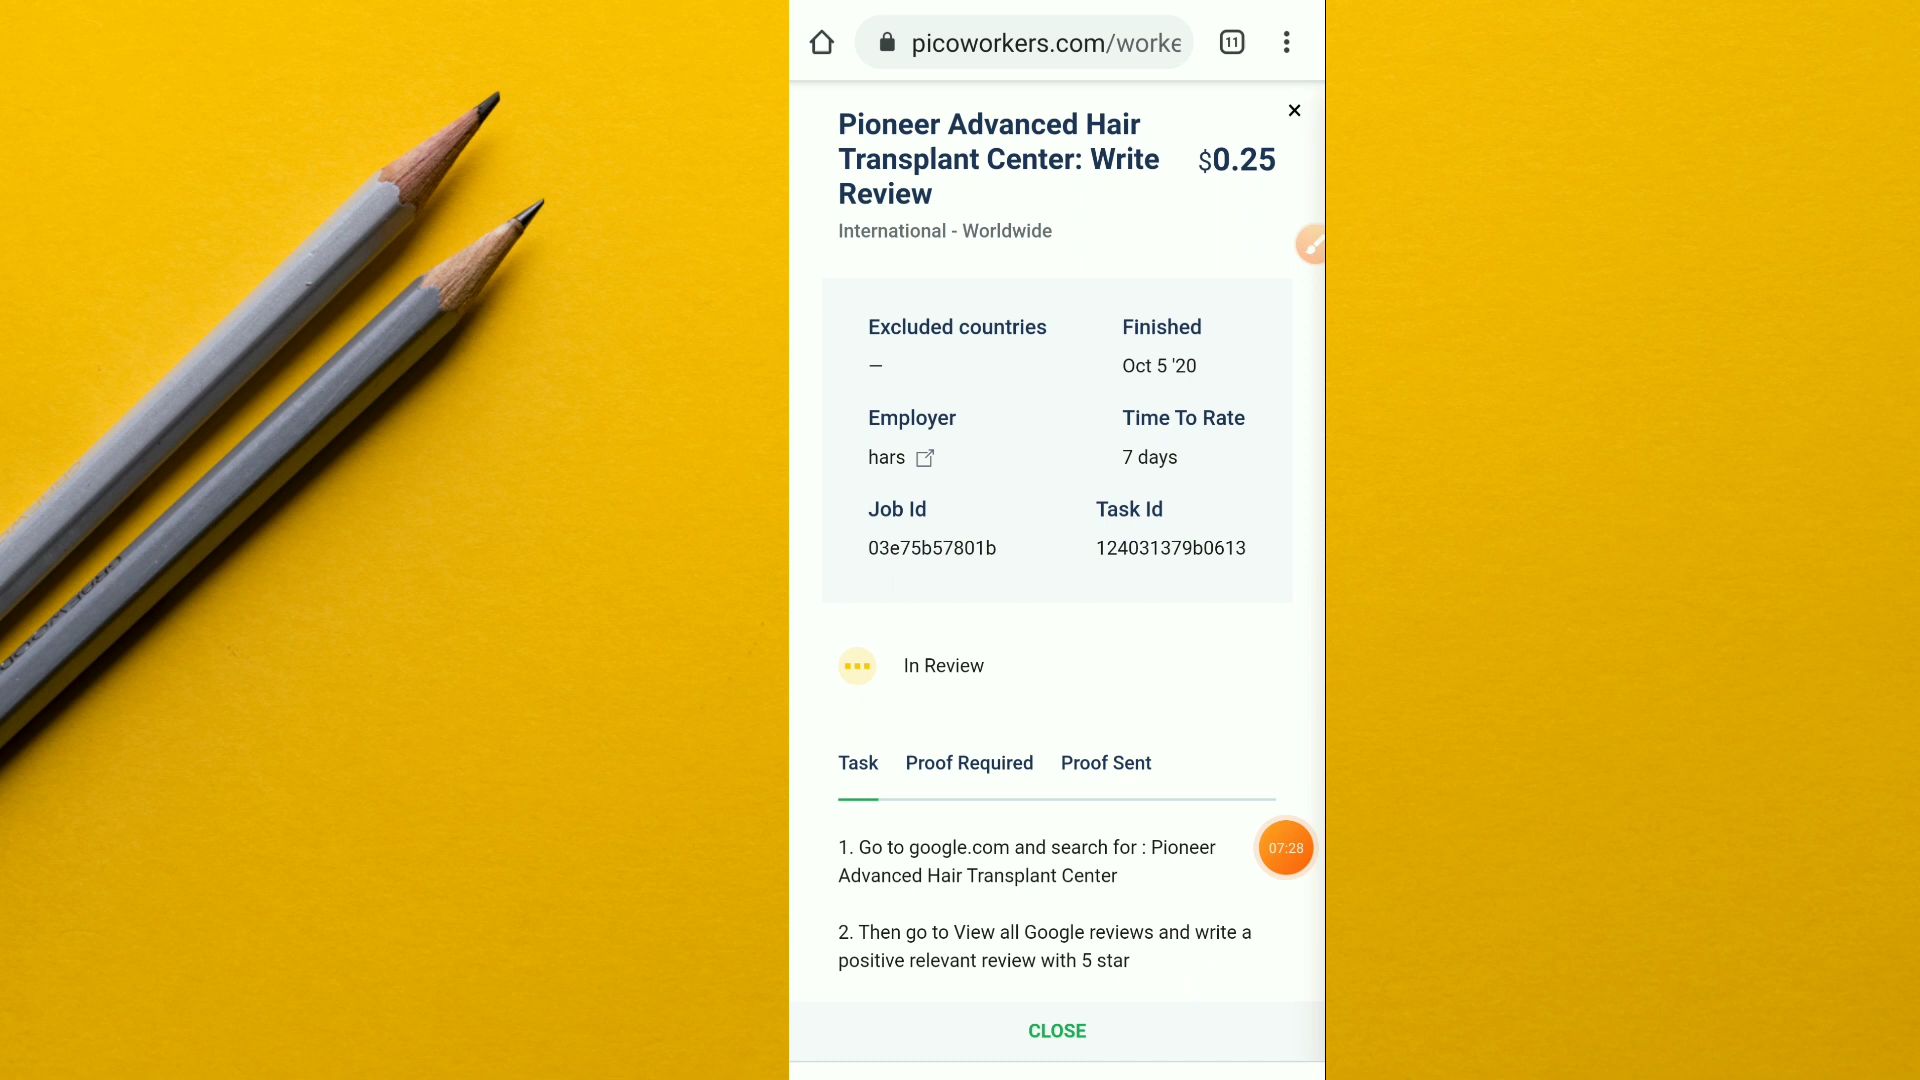 picoworkers.com/worke
11
Pioneer Advanced Hair
Transplant Center: Write
Review
$0.25
International - Worldwide
Excluded countries
Finished
—
Oct 5 '20
Employer
Time To Rate
hars
7 days
Job Id
Task Id
03e75b57801b
124031379b0613
In Review
Task
Proof Required
Proof Sent
1. Go to google.com and search for : Pioneer
Advanced Hair Transplant Center
07:28
2. Then go to View all Google reviews and write a
positive relevant review with 5 star
CLOSE